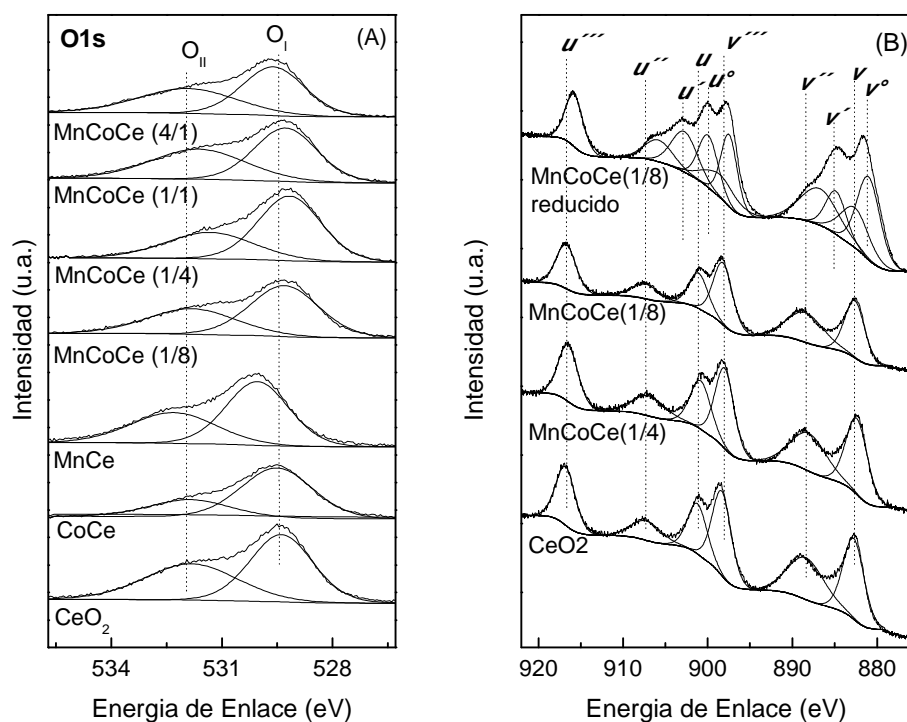 O1s
O_II
O_I
(A)
MnCoCe (4/1)
MnCoCe (1/1)
MnCoCe (1/4)
MnCoCe (1/8)
MnCe
CoCe
CeO₂
Intensidad (u.a.)
534
531
528
Energia de Enlace (eV)
(B)
u´´´
u´´
u´
u
u°
v´´´
v´´
v´
v
v°
MnCoCe(1/8)
reducido
MnCoCe(1/8)
MnCoCe(1/4)
CeO2
Intensidad (u.a.)
920
910
900
890
880
Energia de Enlace (eV)